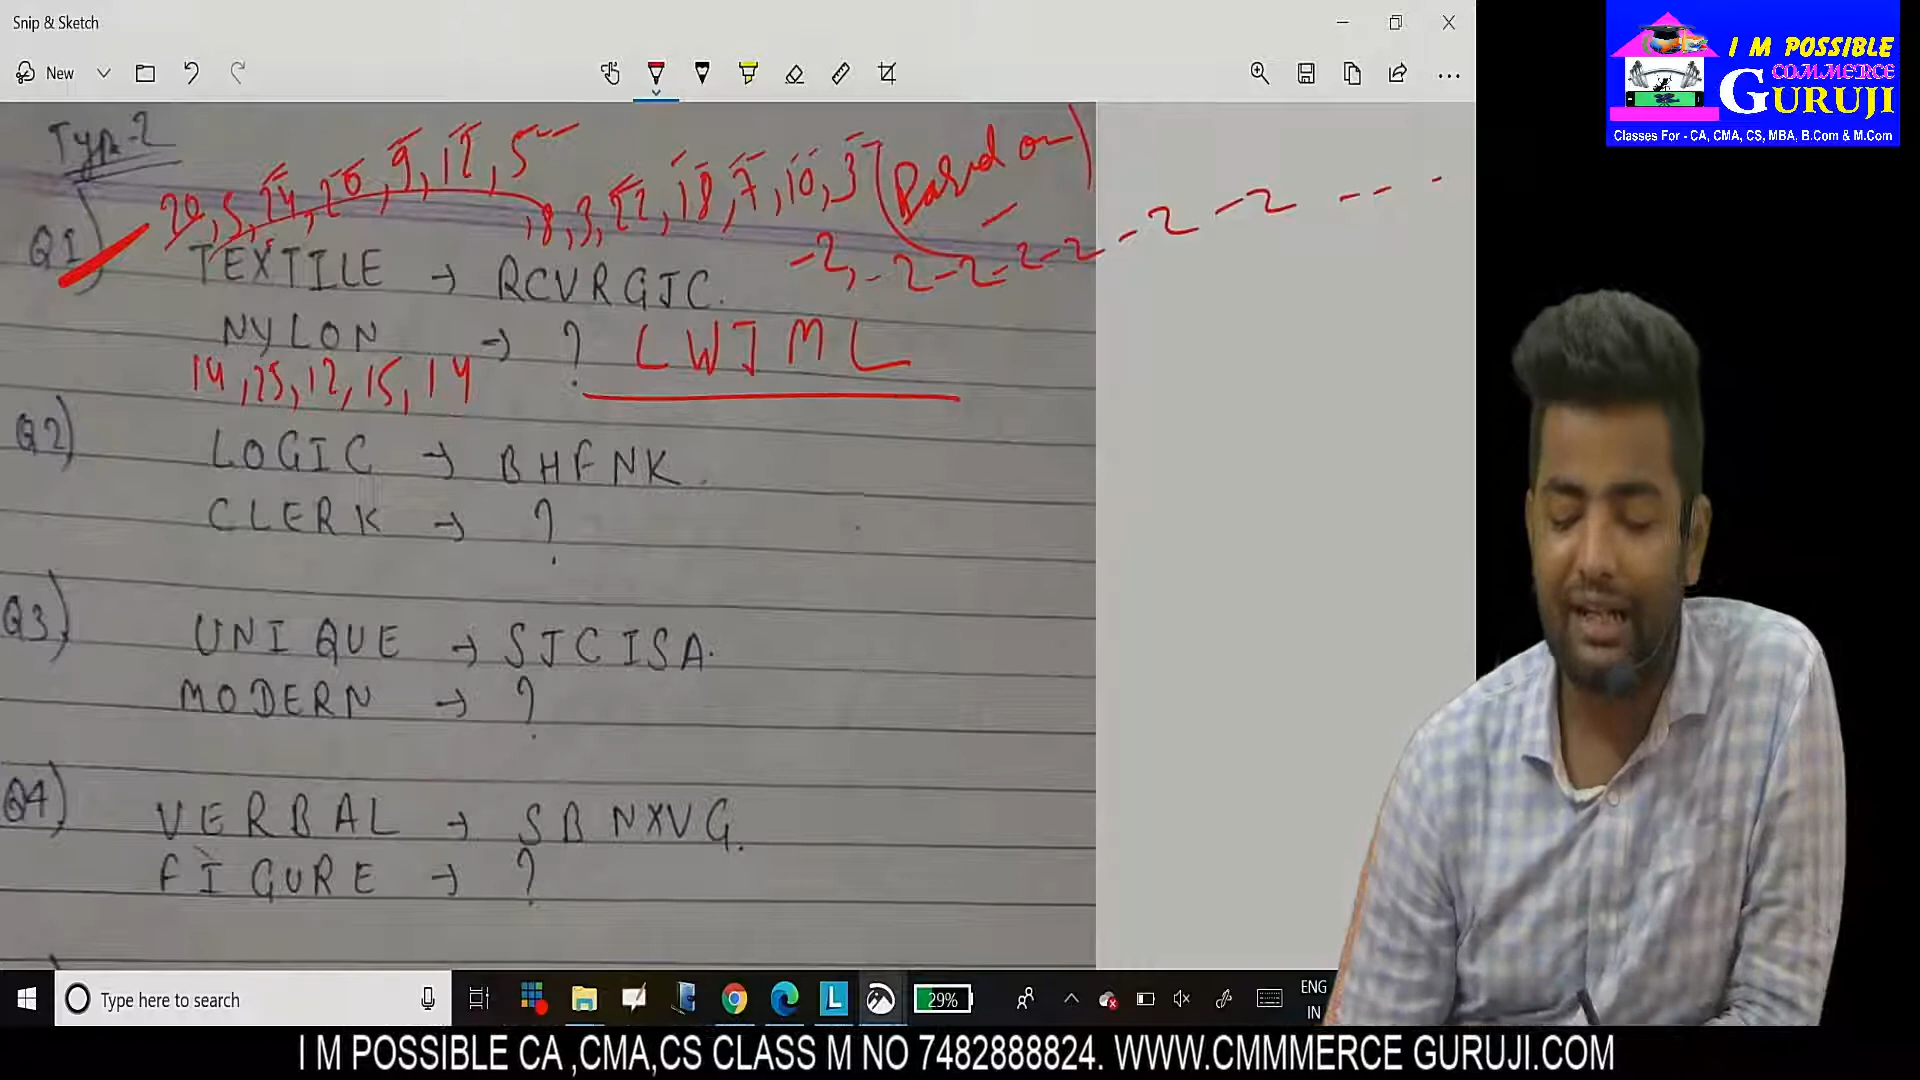 Snip & Sketch
New
I M POSSIBLE
COMMERCE
GURUJI
Classes For - CA, CMA, CS, MBA, B.Com & M.Com
Type-2
20, 5, 24, 20, 9, 12, 5
18, 3, 22, 18, 7, 10, 3 (Based on)
-2, -2 -2 -2 -2 -2 -2
Q1) TEXTILE → RCVRGJC.
NYLON → ? LWJML
14, 25, 12, 15, 14
Q2) LOGIC → BHFNK.
CLERK → ?
Q3) UNIQUE → SJCISA.
MODERN → ?
Q4) VERBAL → SBNXVG.
FIGURE → ?
Type here to search
29%
ENG
IN
I M POSSIBLE CA ,CMA,CS CLASS M NO 7482888824. WWW.CMMMERCE GURUJI.COM